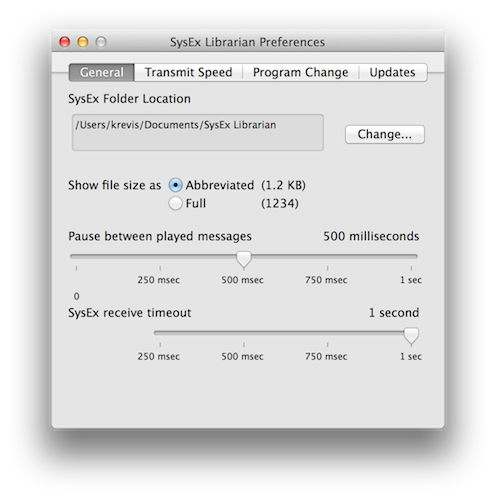 SysEx Librarian Preferences
General Transmit Speed Program Change Updates
SysEx Folder Location
/Users/krevis/Documents/SysEx Librarian
Change...
Show file size as Abbreviated (1.2 KB)
Full (1234)
Pause between played messages 500 milliseconds
250 msec 500 msec 750 msec 1 sec
0
SysEx receive timeout 1 second
250 msec 500 msec 750 msec 1 sec